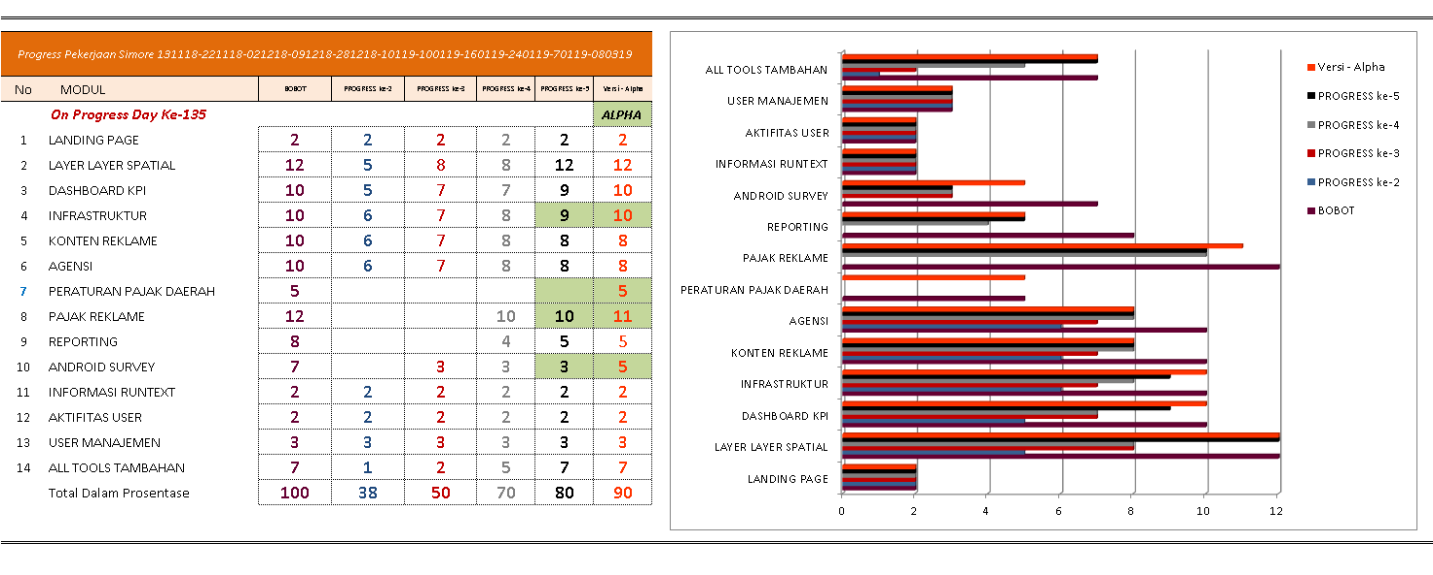 Progress Pekerjaan Simore 131118-221118-021218-091218-281218-10119-100119-160119-240119-70119-080319
No MODUL BOBOT PROGRESS ke-2 PROGRESS ke-3 PROGRESS ke-4 PROGRESS ke-5 Versi - Alpha
On Progress Day Ke-135 ALPHA
1 LANDING PAGE 2 2 2 2 2 2
2 LAYER LAYER SPATIAL 12 5 8 8 12 12
3 DASHBOARD KPI 10 5 7 7 9 10
4 INFRASTRUKTUR 10 6 7 8 9 10
5 KONTEN REKLAME 10 6 7 8 8 8
6 AGENSI 10 6 7 8 8 8
7 PERATURAN PAJAK DAERAH 5 5
8 PAJAK REKLAME 12 10 10 11
9 REPORTING 8 4 5 5
10 ANDROID SURVEY 7 3 3 3 5
11 INFORMASI RUNTEXT 2 2 2 2 2 2
12 AKTIFITAS USER 2 2 2 2 2 2
13 USER MANAJEMEN 3 3 3 3 3 3
14 ALL TOOLS TAMBAHAN 7 1 2 5 7 7
Total Dalam Prosentase 100 38 50 70 80 90
ALL TOOLS TAMBAHAN
USER MANAJEMEN
AKTIFITAS USER
INFORMASI RUNTEXT
ANDROID SURVEY
REPORTING
PAJAK REKLAME
PERATURAN PAJAK DAERAH
AGENSI
KONTEN REKLAME
INFRASTRUKTUR
DASHBOARD KPI
LAYER LAYER SPATIAL
LANDING PAGE
0 2 4 6 8 10 12
Versi - Alpha
PROGRESS ke-5
PROGRESS ke-4
PROGRESS ke-3
PROGRESS ke-2
BOBOT